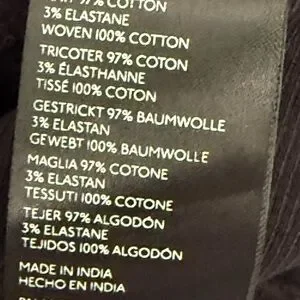 97% COTTON
3% ELASTANE
WOVEN 100% COTTON
TRICOTER 97% COTON
3% ÉLASTHANNE
TISSÉ 100% COTON
GESTRICKT 97% BAUMWOLLE
3% ELASTAN
GEWEBT 100% BAUMWOLLE
MAGLIA 97% COTONE
3% ELASTAN
TESSUTI 100% COTONE
TEJER 97% ALGODÓN
3% ELASTANE
TEJIDOS 100% ALGODÓN
MADE IN INDIA
HECHO EN INDIA